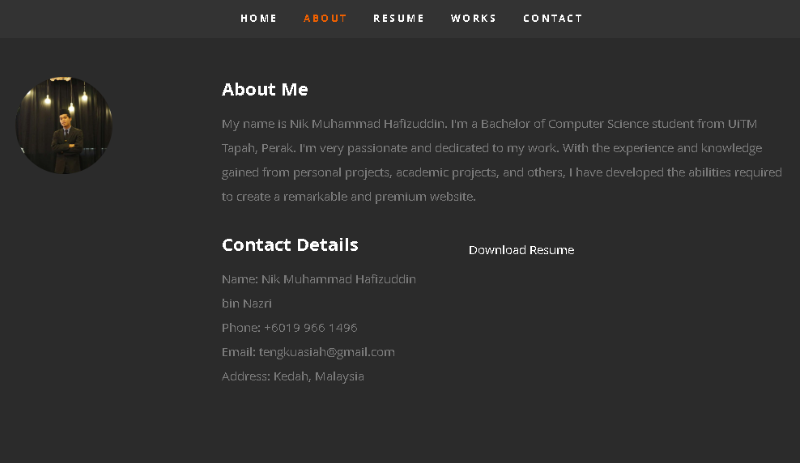 HOME ABOUT RESUME WORKS CONTACT
About Me
My name is Nik Muhammad Hafizuddin. I'm a Bachelor of Computer Science student from UiTM
Tapah, Perak. I'm very passionate and dedicated to my work. With the experience and knowledge
gained from personal projects, academic projects, and others, I have developed the abilities required
to create a remarkable and premium website.
Contact Details
Download Resume
Name: Nik Muhammad Hafizuddin
bin Nazri
Phone: +6019 966 1496
Email: tengkuasiah@gmail.com
Address: Kedah, Malaysia